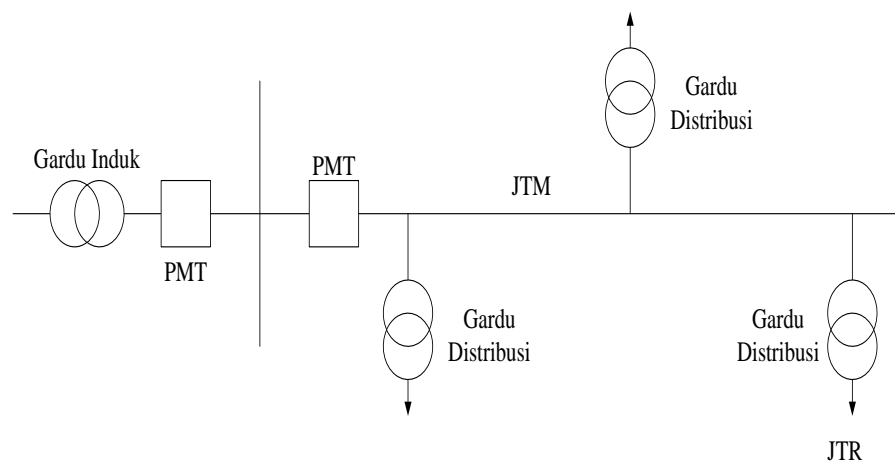 Gardu
Distribusi
Gardu Induk
PMT
JTM
PMT
Gardu
Distribusi
Gardu
Distribusi
JTR